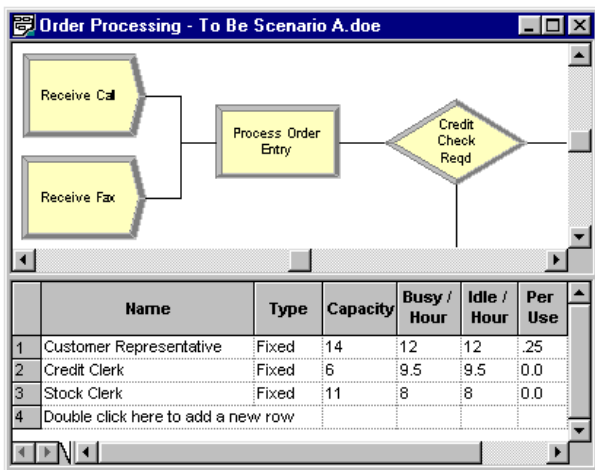 Order Processing - To Be Scenario A.doe
Receive Call
Process Order
Entry
Credit
Check
Reqd
Receive Fax
Name Type Capacity Busy / Hour Idle / Hour Per Use
1 Customer Representative Fixed 14 12 12 .25
2 Credit Clerk Fixed 6 9.5 9.5 0.0
3 Stock Clerk Fixed 11 8 8 0.0
4 Double click here to add a new row